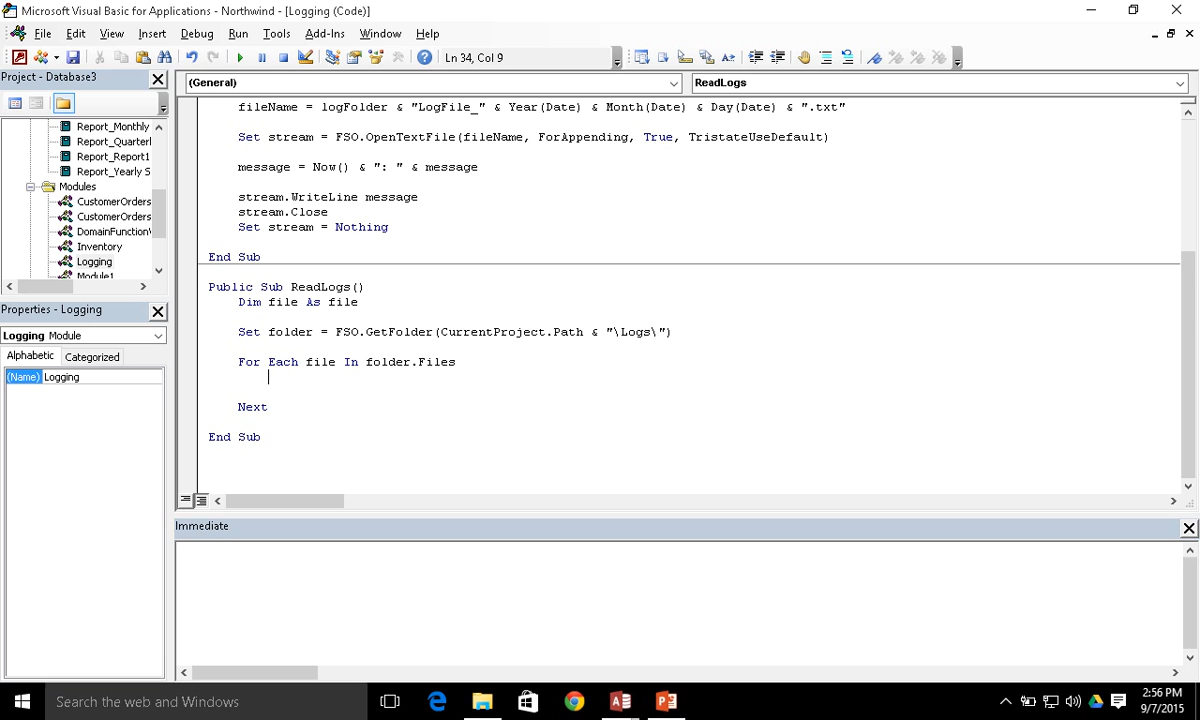 Microsoft Visual Basic for Applications - Northwind - [Logging (Code)]
File Edit View Insert Debug Run Tools Add-Ins Window Help
Ln 34, Col 9
Project - Database3
(General)
ReadLogs
Report_Monthly
Report_Quarterl
Report_Report1
Report_Yearly S
Modules
CustomerOrders
CustomerOrders
DomainFunction
Inventory
Logging
Module1
Properties - Logging
Logging Module
Alphabetic Categorized
(Name) Logging
fileName = logFolder & "LogFile_" & Year(Date) & Month(Date) & Day(Date) & ".txt"
Set stream = FSO.OpenTextFile(fileName, ForAppending, True, TristateUseDefault)
message = Now() & ": " & message
stream.WriteLine message
stream.Close
Set stream = Nothing
End Sub
Public Sub ReadLogs()
Dim file As file
Set folder = FSO.GetFolder(CurrentProject.Path & "\Logs\")
For Each file In folder.Files
Next
End Sub
Immediate
Search the web and Windows
2:56 PM
9/7/2015